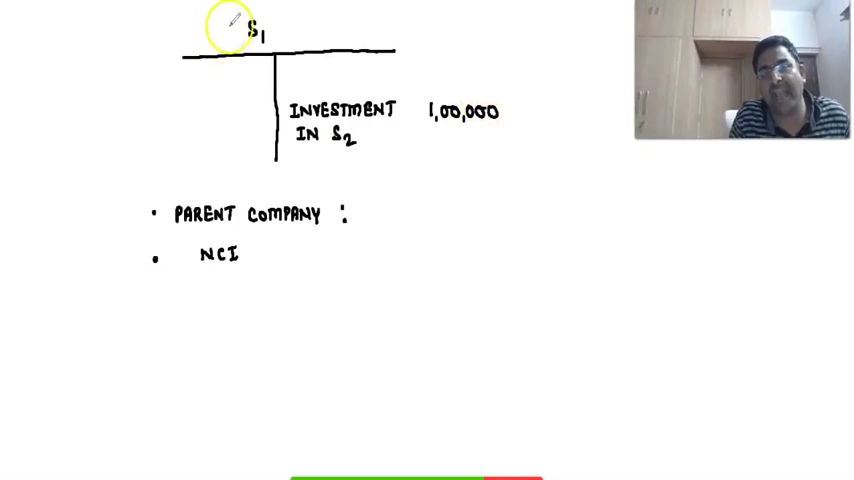 S1
INVESTMENT 1,00,000
IN S2
• PARENT COMPANY :
• NCI